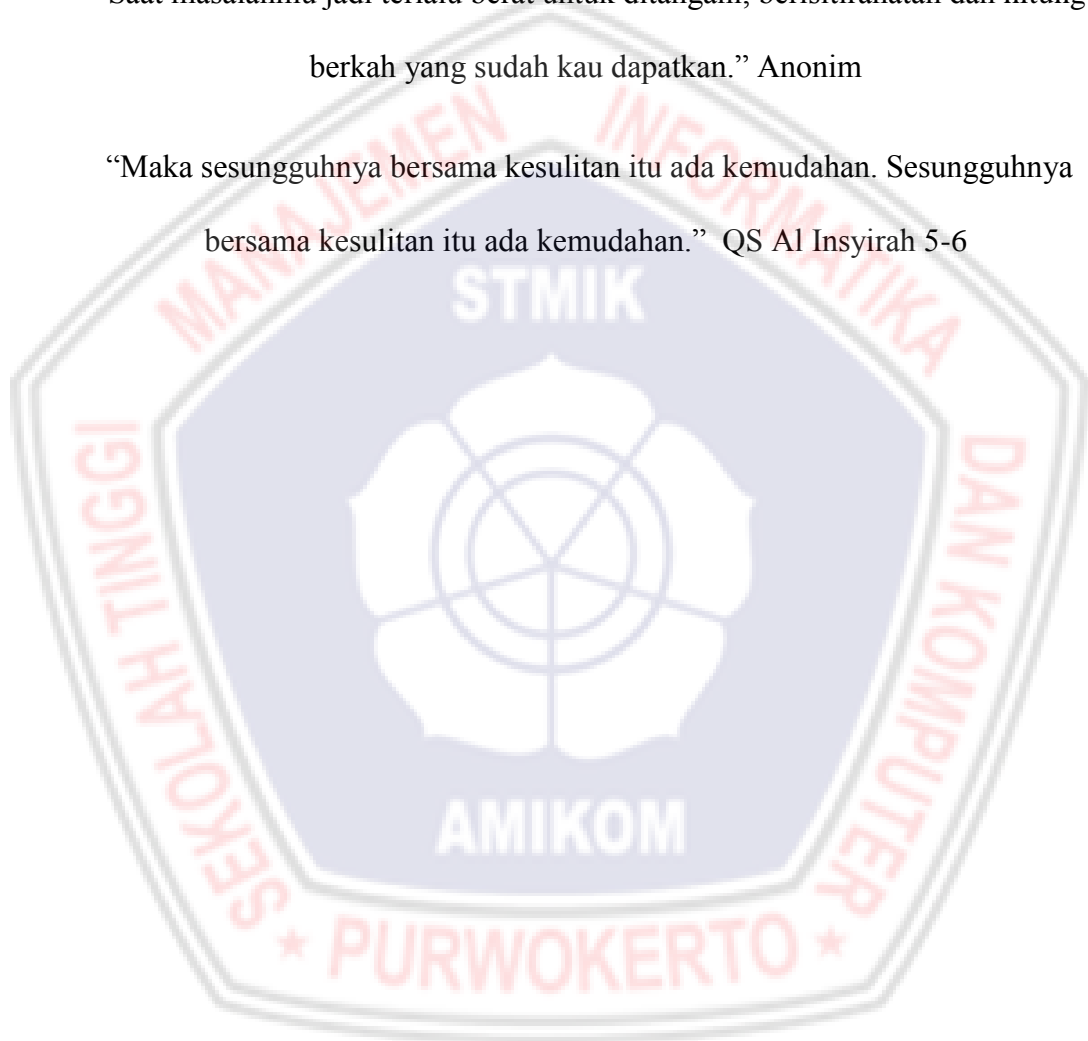 berkah yang sudah kau dapatkan.” Anonim
“Maka sesungguhnya bersama kesulitan itu ada kemudahan. Sesungguhnya
bersama kesulitan itu ada kemudahan.” QS Al Insyirah 5-6
SEKOLAH TINGGI MANAJEMEN INFORMATIKA DAN KOMPUTER
STMIK
AMIKOM
* PURWOKERTO *